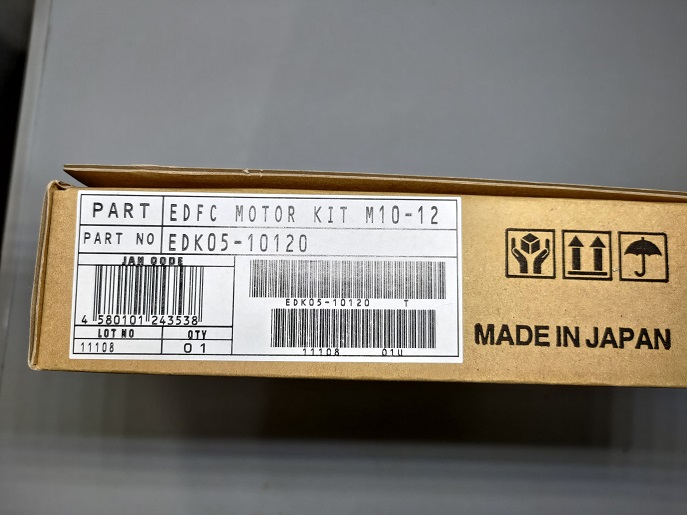 PART EDFC MOTOR KIT M10-12
PART NO EDK05-10120
JAN CODE
4 580101 243538
EDK05-10120 T
LOT NO QTY
11108 01
11108 01U
MADE IN JAPAN